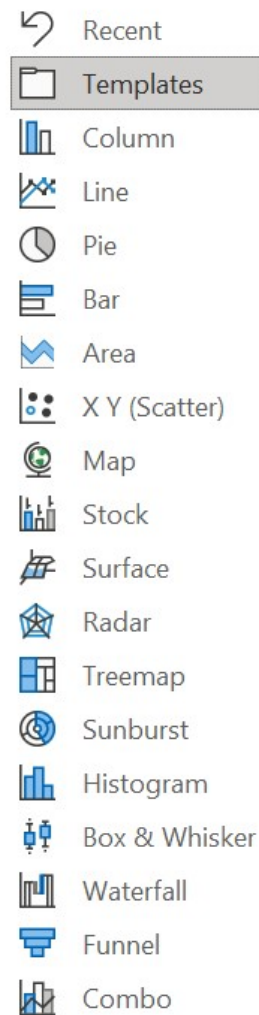 Recent
Templates
Column
Line
Pie
Bar
Area
X Y (Scatter)
Map
Stock
Surface
Radar
Treemap
Sunburst
Histogram
Box & Whisker
Waterfall
Funnel
Combo